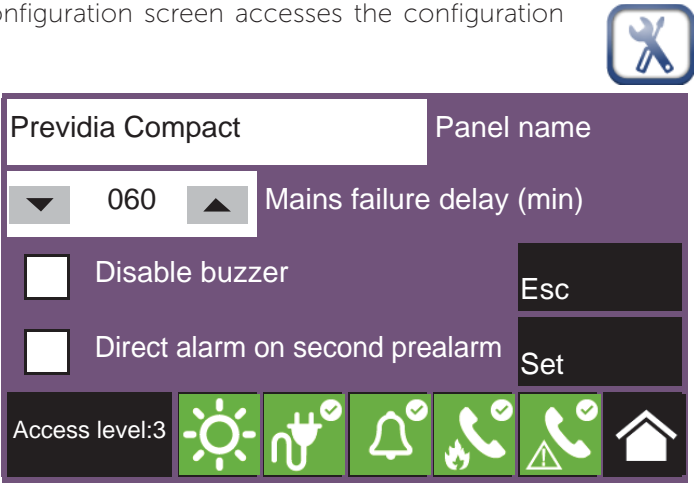 onfiguration screen accesses the configuration
Previdia Compact Panel name
060 Mains failure delay (min)
Disable buzzer
Esc
Direct alarm on second prealarm
Set
Access level:3